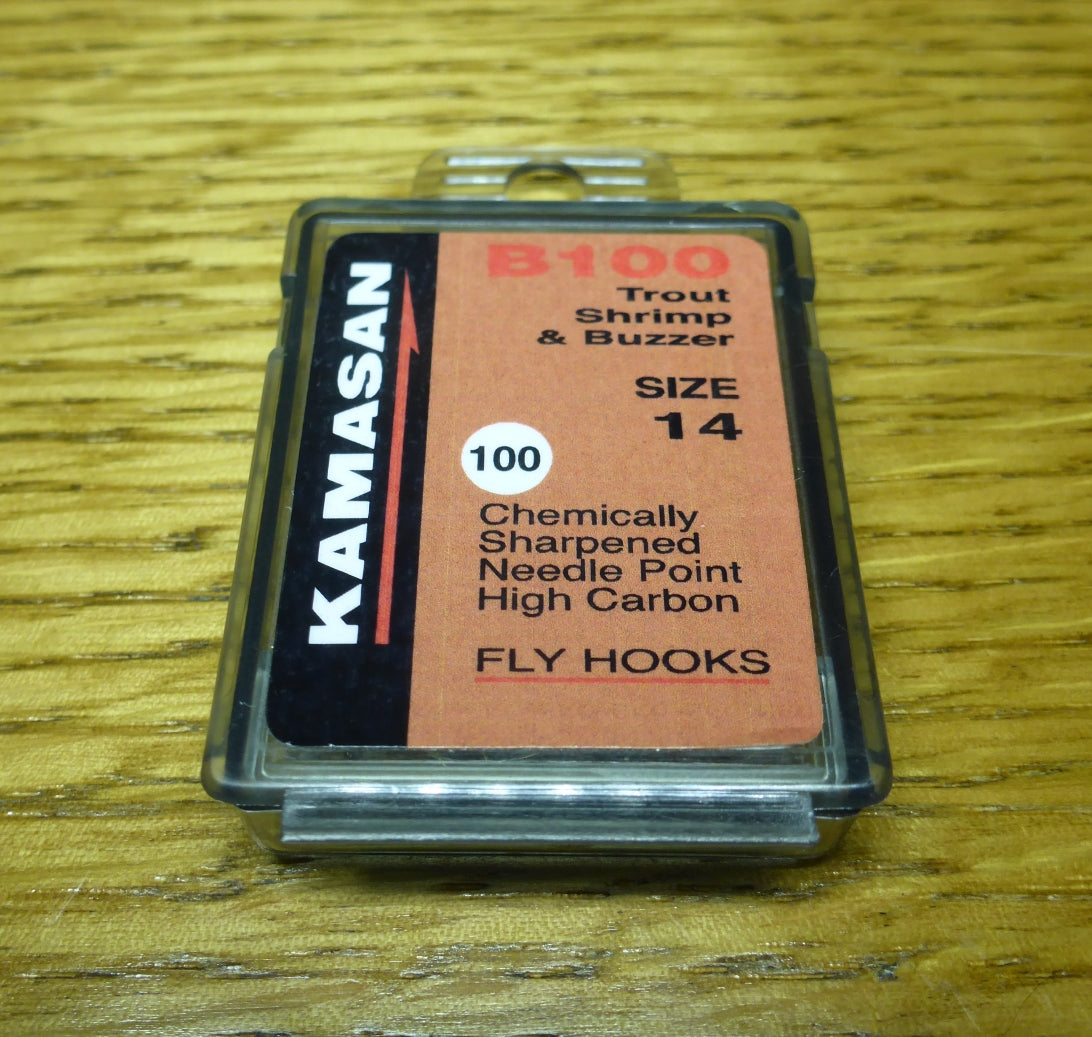 KAMASAN
B100
Trout
Shrimp
& Buzzer
SIZE
14
100
Chemically
Sharpened
Needle Point
High Carbon
FLY HOOKS